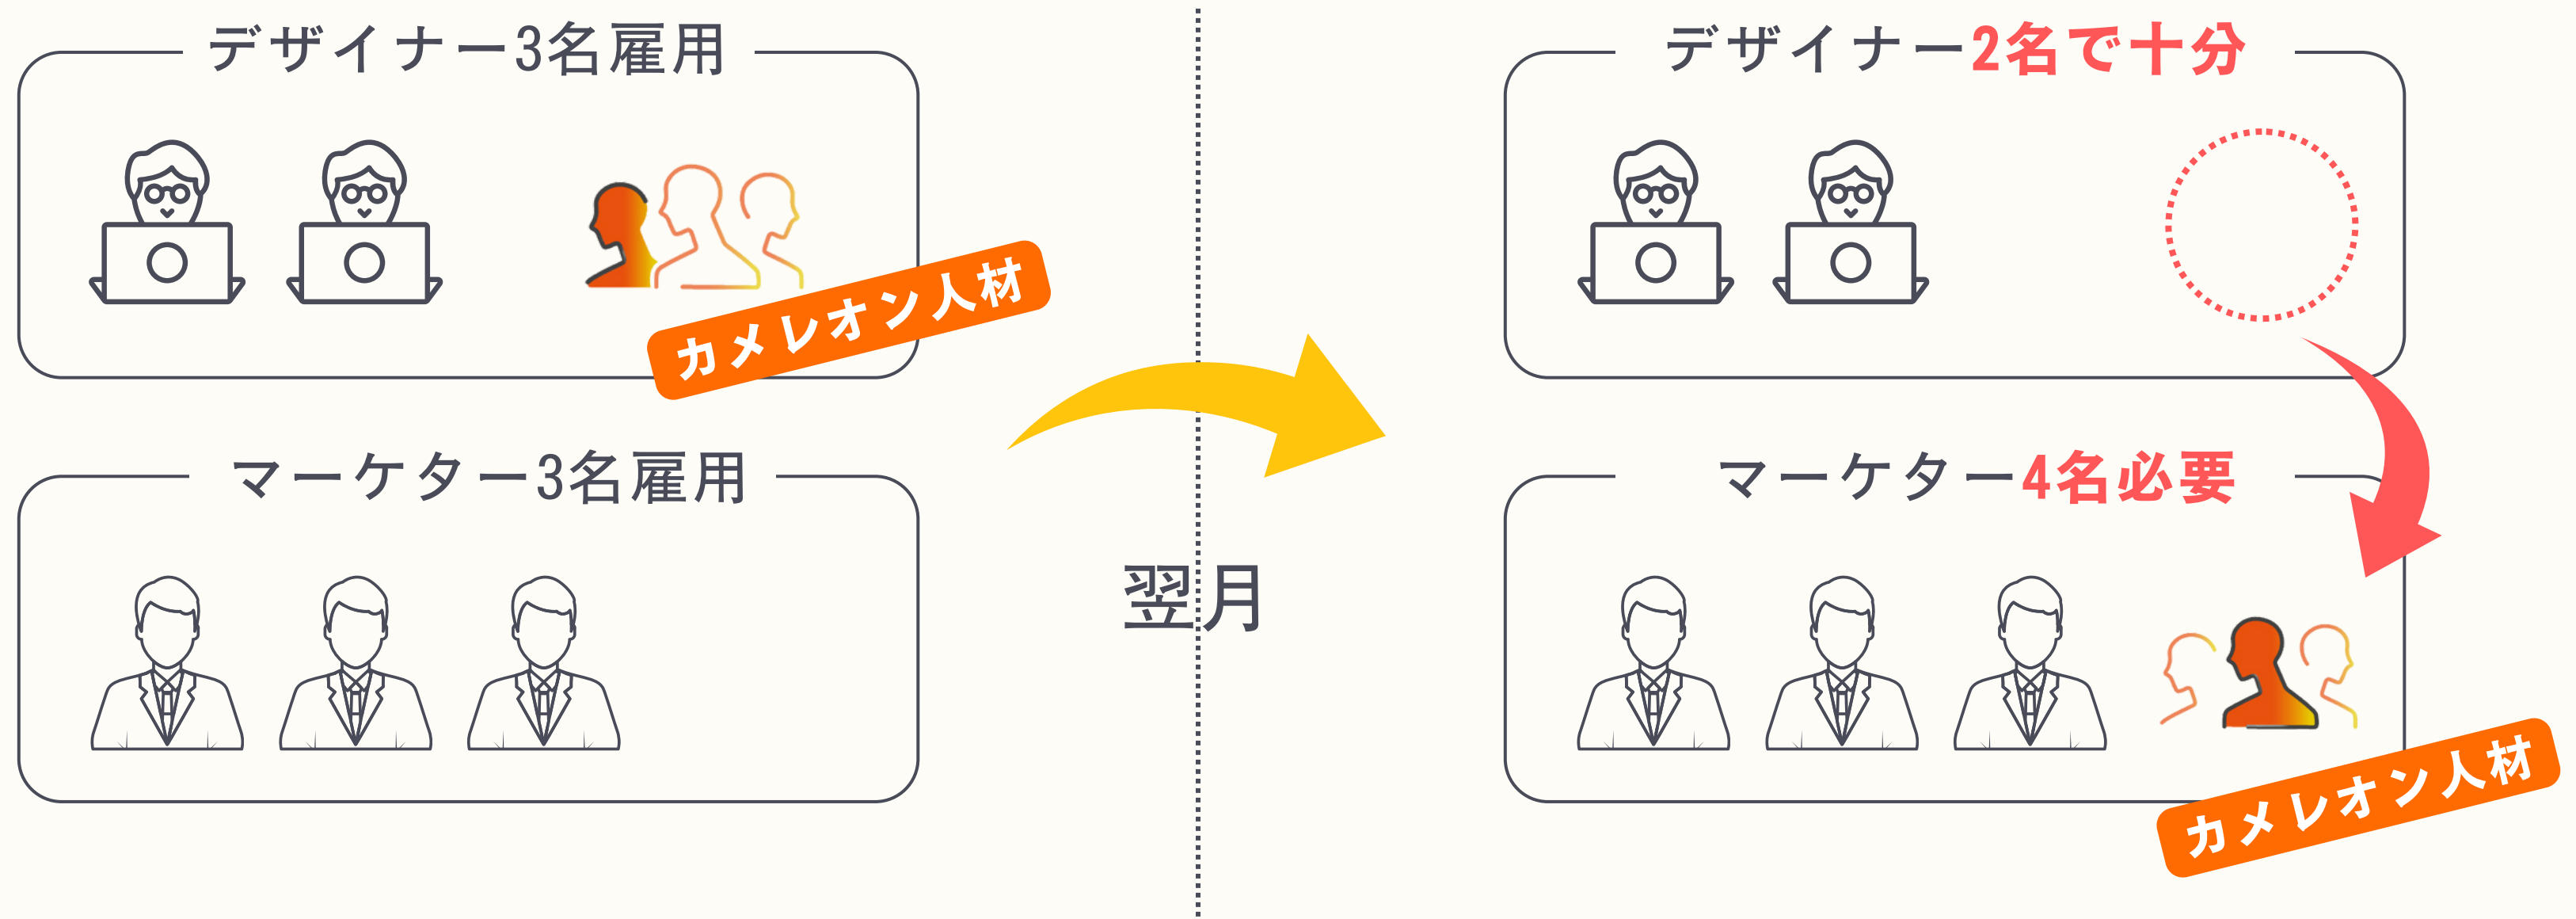 デザイナー3名雇用
カメレオン人材
マーケター3名雇用
翌月
デザイナー2名で十分
マーケター4名必要
カメレオン人材